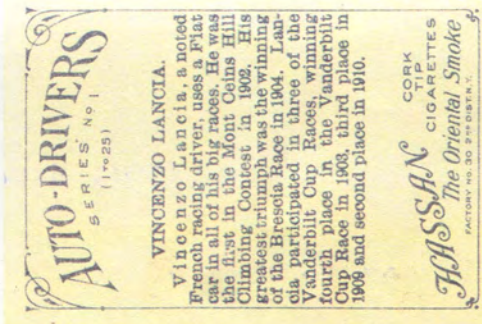 AUTO-DRIVERS
SERIES Nº 1
(1 TO 25)
VINCENZO LANCIA.
Vincenzo Lancia, a noted
French racing driver, uses a Fiat
car in all of his big races. He was
the first in the Mont Ceins Hill
Climbing Contest in 1902. His
greatest triumph was the winning
of the Brescia Race in 1904. Lan-
cia participated in three of the
Vanderbilt Cup Races, winning
fourth place in the Vanderbilt
Cup Race in 1903, third place in
1909 and second place in 1910.
HASSAN
CORK
TIP
CIGARETTES
The Oriental Smoke
FACTORY NO. 30 2ND DIST. N.Y.